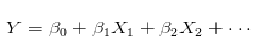 Y = β₀ + β₁X₁ + β₂X₂ + ⋯